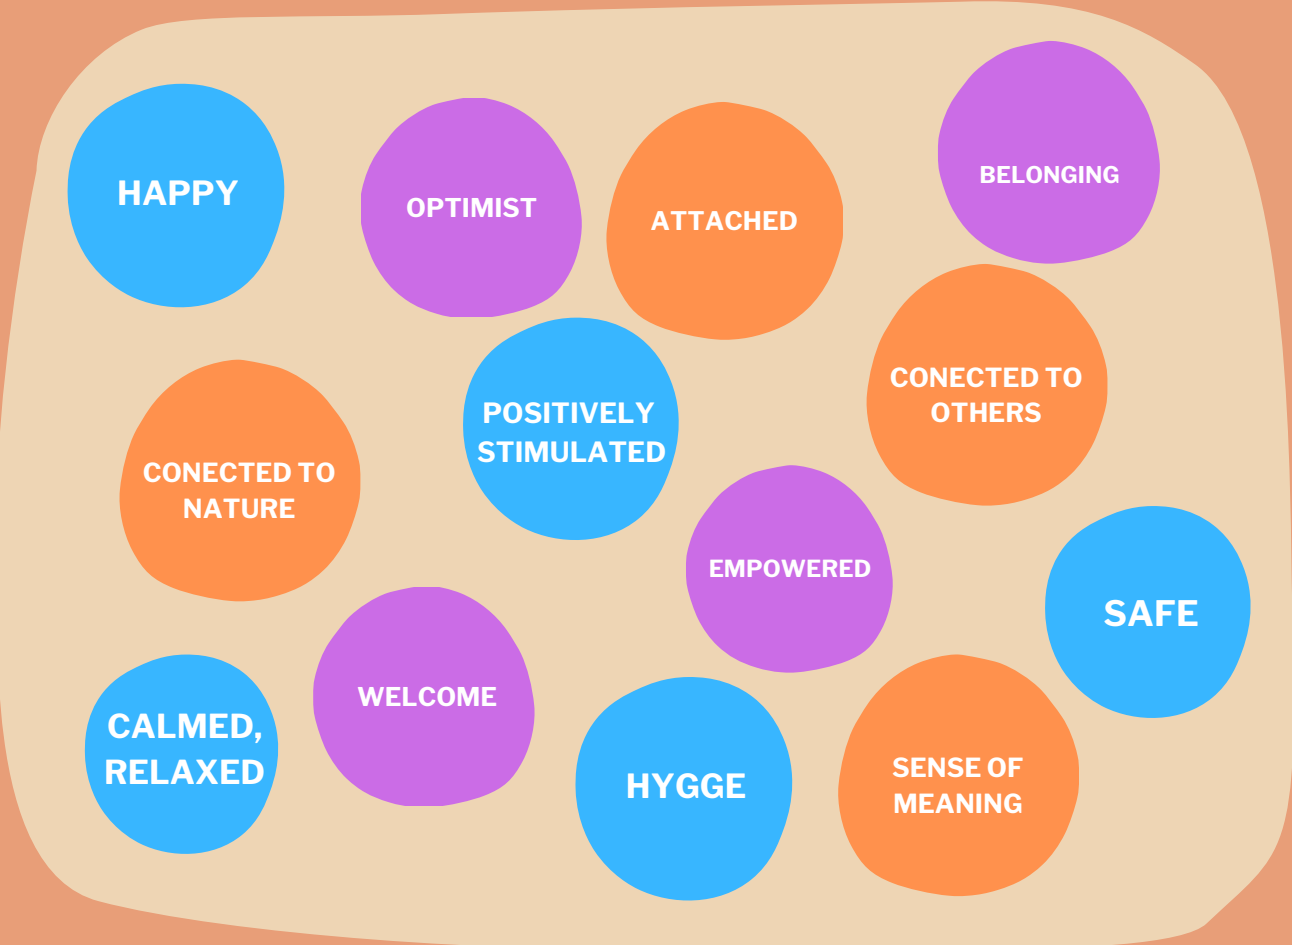 HAPPY
OPTIMIST
ATTACHED
BELONGING
CONECTED TO
OTHERS
POSITIVELY
STIMULATED
CONECTED TO
NATURE
EMPOWERED
SAFE
WELCOME
CALMED,
RELAXED
HYGGE
SENSE OF
MEANING